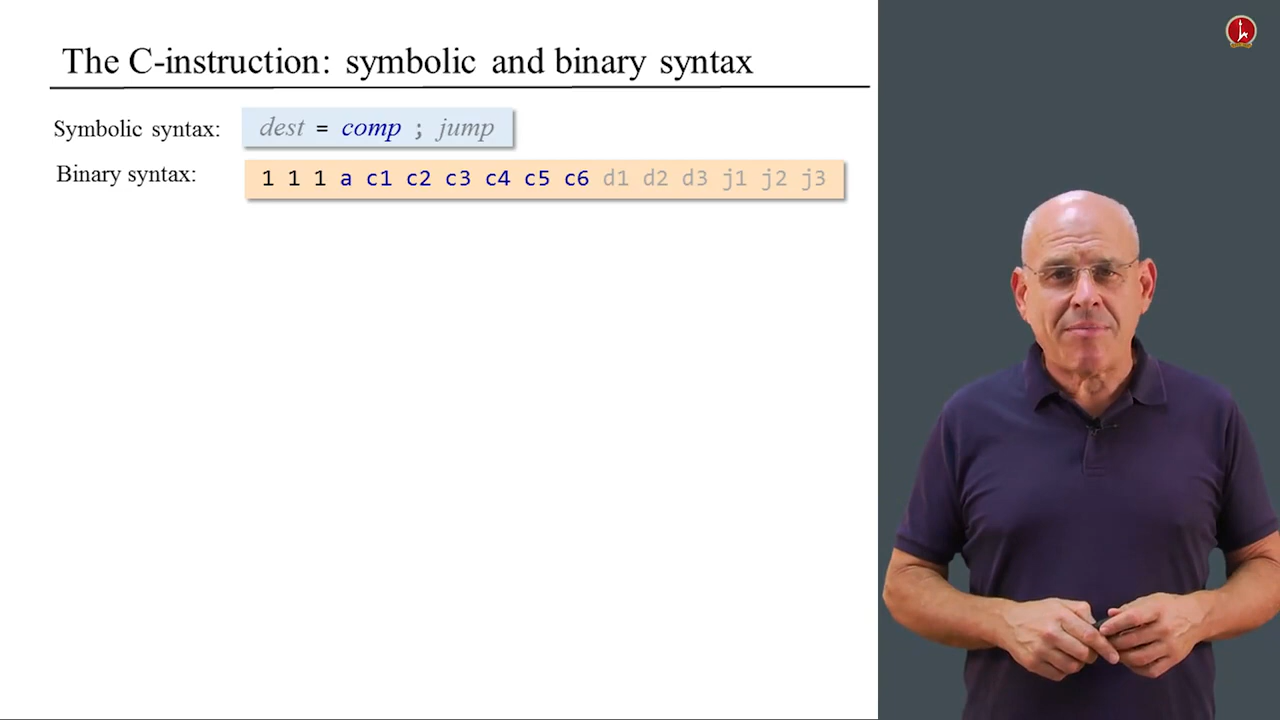 The C-instruction: symbolic and binary syntax
Symbolic syntax: dest = comp ; jump
Binary syntax: 1 1 1 a c1 c2 c3 c4 c5 c6 d1 d2 d3 j1 j2 j3